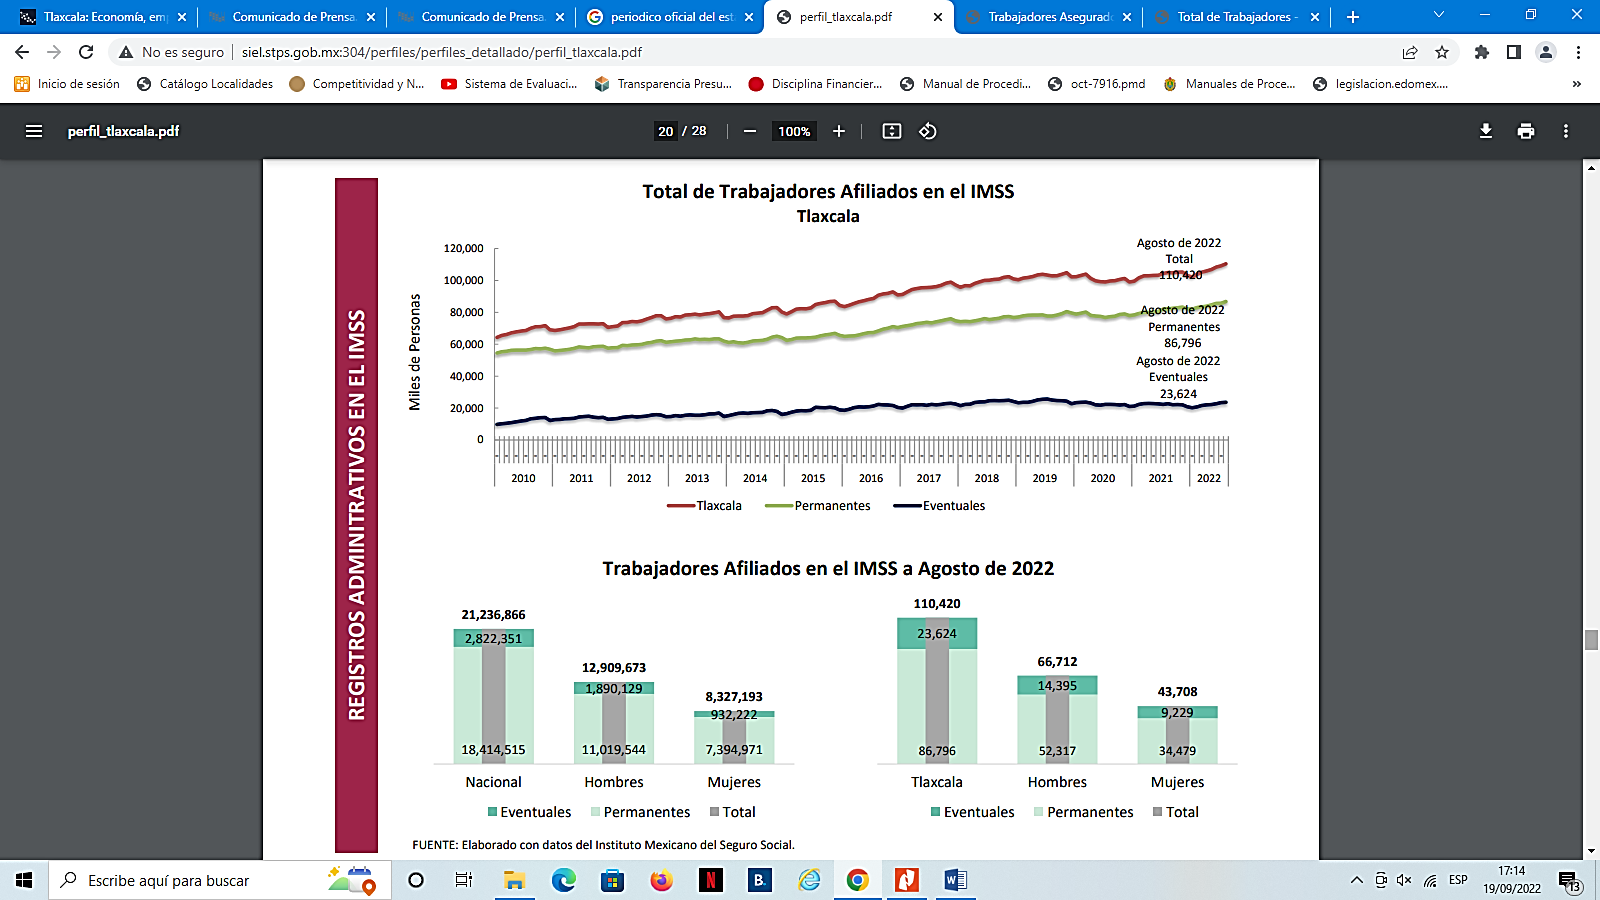 Tlaxcala: Economía, em
Comunicado de Prensa.
Comunicado de Prensa.
periodico oficial del est
perfil_tlaxcala.pdf
Trabajadores Asegurad
Total de Trabajadores -
No es seguro
siel.stps.gob.mx:304/perfiles/perfiles_detallado/perfil_tlaxcala.pdf
Inicio de sesión
Catálogo Localidades
Competitividad y N...
Sistema de Evaluaci...
Transparencia Presu...
Disciplina Financier...
Manual de Procedi...
oct-7916.pmd
Manuales de Proce...
legislacion.edomex....
»
perfil_tlaxcala.pdf
20 / 28
100%
REGISTROS ADMINITRATIVOS EN EL IMSS
Total de Trabajadores Afiliados en el IMSS
Tlaxcala
Miles de Personas
120,000
100,000
80,000
60,000
40,000
20,000
0
Agosto de 2022
Total
110,420
Agosto de 2022
Permanentes
86,796
Agosto de 2022
Eventuales
23,624
2010 2011 2012 2013 2014 2015 2016 2017 2018 2019 2020 2021 2022
Tlaxcala Permanentes Eventuales
Trabajadores Afiliados en el IMSS a Agosto de 2022
21,236,866
2,822,351
18,414,515
12,909,673
1,890,129
11,019,544
8,327,193
932,222
7,394,971
Nacional Hombres Mujeres
Eventuales Permanentes Total
110,420
23,624
86,796
66,712
14,395
52,317
43,708
9,229
34,479
Tlaxcala Hombres Mujeres
Eventuales Permanentes Total
FUENTE: Elaborado con datos del Instituto Mexicano del Seguro Social.
Escribe aquí para buscar
N
B.
W
ESP
17:14
19/09/2022
13